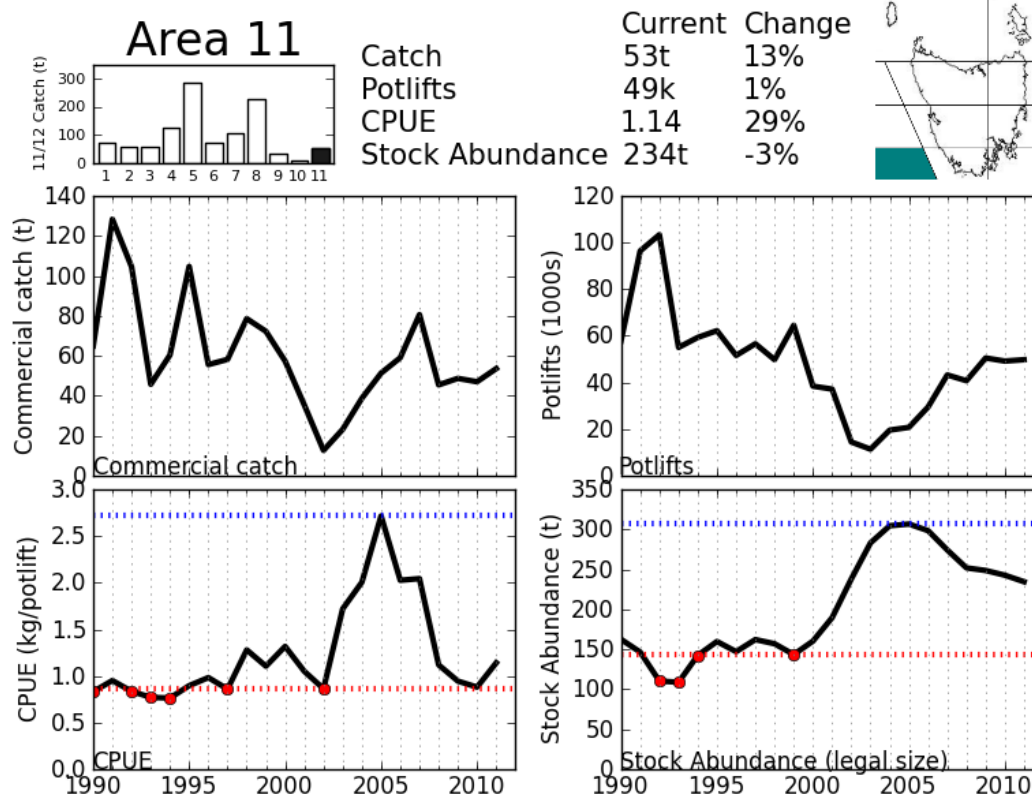 Area 11
Current Change
Catch 53t 13%
Potlifts 49k 1%
CPUE 1.14 29%
Stock Abundance 234t -3%
11/12 Catch (t)
300
200
100
0
1 2 3 4 5 6 7 8 9 10 11
Commercial catch (t)
140
120
100
80
60
40
20
0
Commercial catch
Potlifts (1000s)
120
100
80
60
40
20
0
Potlifts
CPUE (kg/potlift)
3.0
2.5
2.0
1.5
1.0
0.5
0.0
CPUE
1990 1995 2000 2005 2010
Stock Abundance (t)
350
300
250
200
150
100
50
0
Stock Abundance (legal size)
1990 1995 2000 2005 2010